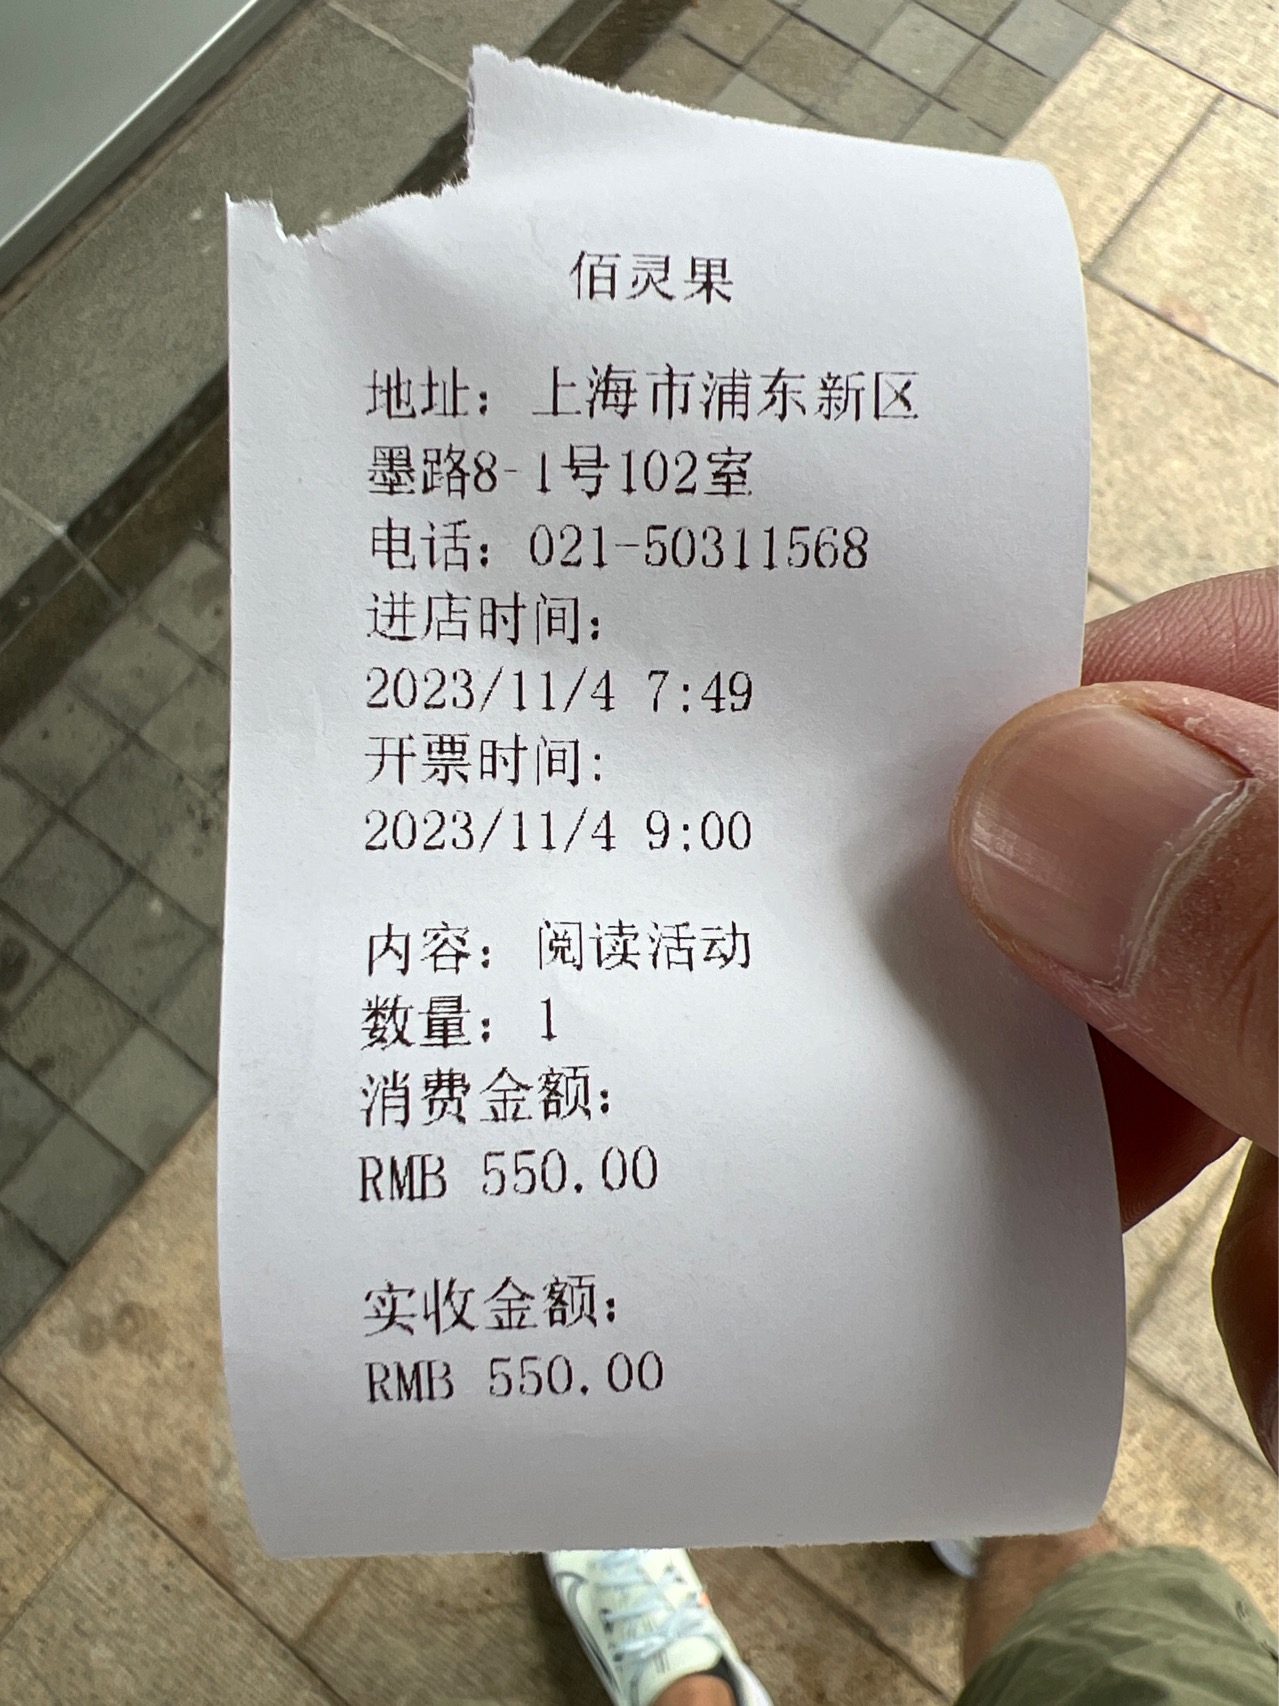 佰灵果
地址：上海市浦东新区
墨路8-1号102室
电话：021-50311568
进店时间：
2023/11/4 7:49
开票时间：
2023/11/4 9:00
内容：阅读活动
数量：1
消费金额：
RMB 550.00
实收金额：
RMB 550.00